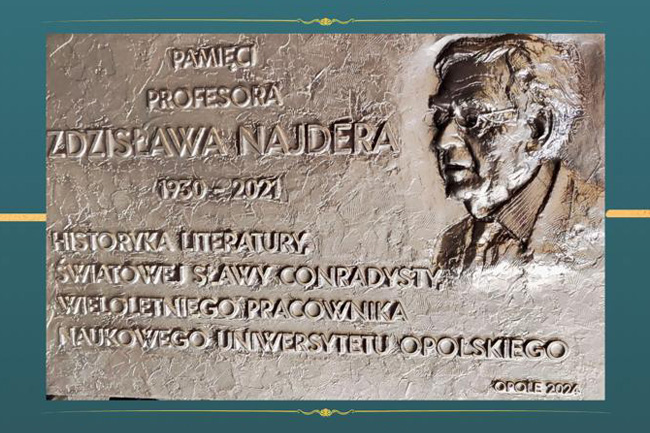 PAMIĘCI
PROFESORA
ZDZISŁAWA NAJDERA
1930 – 2021
HISTORYKA LITERATURY,
ŚWIATOWEJ SŁAWY CONRADYSTY,
WIELOLETNIEGO PRACOWNIKA
NAUKOWEGO UNIWERSYTETU OPOLSKIEGO
OPOLE 2024